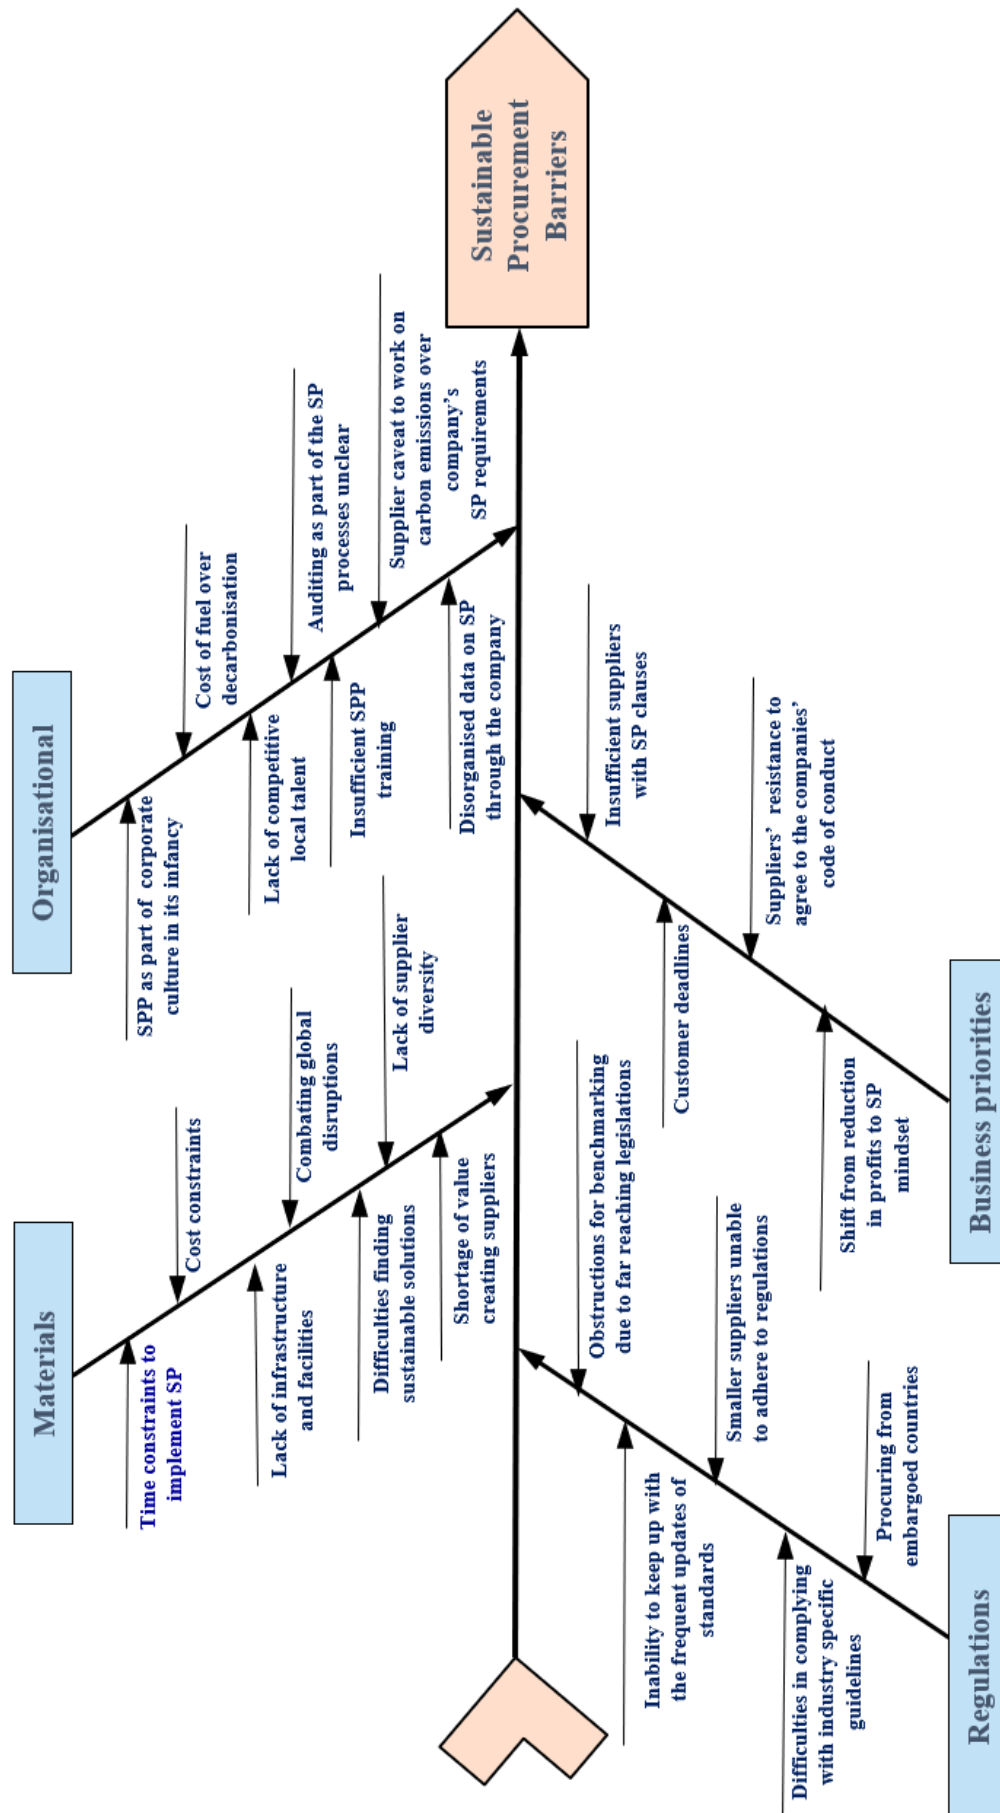 Materials
Time constraints to
implement SP
Cost constraints
Lack of infrastructure
and facilities
Combating global
disruptions
Difficulties finding
sustainable solutions
Lack of supplier
diversity
Shortage of value
creating suppliers
Organisational
SPP as part of corporate
culture in its infancy
Cost of fuel over
decarbonisation
Lack of competitive
local talent
Auditing as part of the SP
processes unclear
Insufficient SPP
training
Supplier caveat to work on
carbon emissions over
company's
SP requirements
Disorganised data on SP
through the company
Sustainable
Procurement
Barriers
Obstructions for benchmarking
due to far reaching legislations
Inability to keep up with
the frequent updates of
standards
Smaller suppliers unable
to adhere to regulations
Difficulties in complying
with industry specific
guidelines
Procuring from
embargoed countries
Regulations
Insufficient suppliers
with SP clauses
Customer deadlines
Suppliers' resistance to
agree to the companies'
code of conduct
Shift from reduction
in profits to SP
mindset
Business priorities